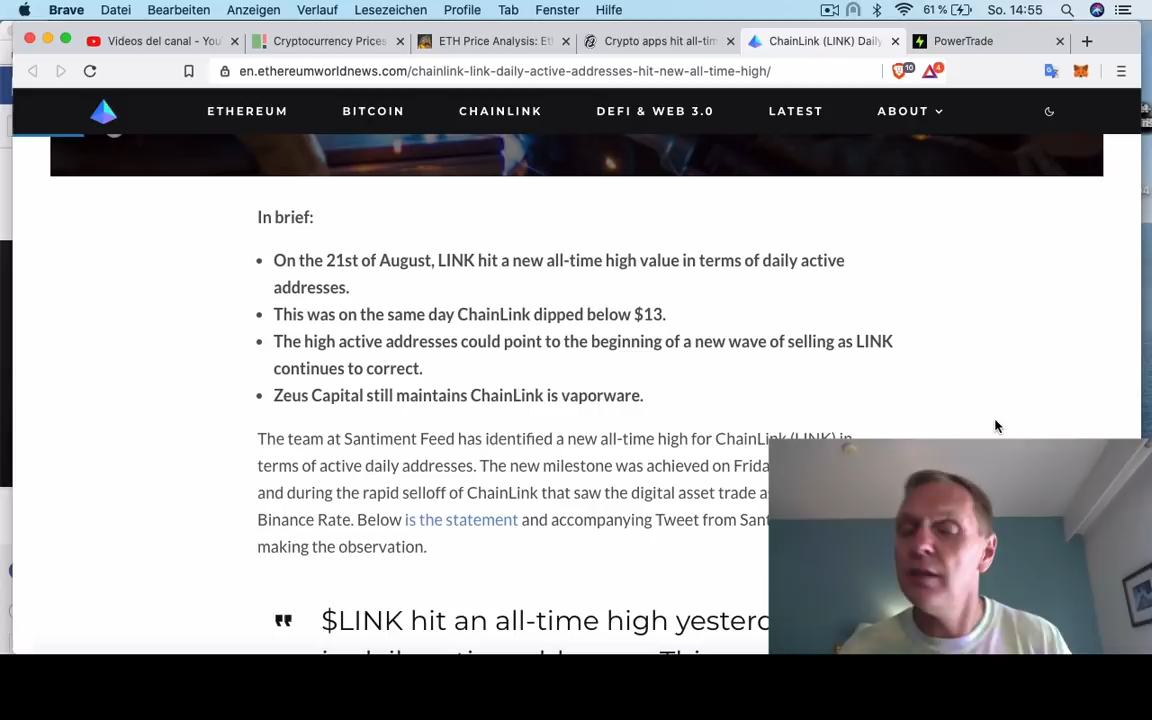 Brave Datei Bearbeiten Anzeigen Verlauf Lesezeichen Profile Tab Fenster Hilfe 61 % So. 14:55
Videos del canal - You
Cryptocurrency Prices
ETH Price Analysis: Et
Crypto apps hit all-tim
ChainLink (LINK) Daily
PowerTrade
en.ethereumworldnews.com/chainlink-link-daily-active-addresses-hit-new-all-time-high/
10 4
ETHEREUM BITCOIN CHAINLINK DEFI & WEB 3.0 LATEST ABOUT
In brief:
• On the 21st of August, LINK hit a new all-time high value in terms of daily active
addresses.
• This was on the same day ChainLink dipped below $13.
• The high active addresses could point to the beginning of a new wave of selling as LINK
continues to correct.
• Zeus Capital still maintains ChainLink is vaporware.
The team at Santiment Feed has identified a new all-time high for ChainLink (LINK) in
terms of active daily addresses. The new milestone was achieved on Frida
and during the rapid selloff of ChainLink that saw the digital asset trade a
Binance Rate. Below is the statement and accompanying Tweet from Sant
making the observation.
$LINK hit an all-time high yesterd